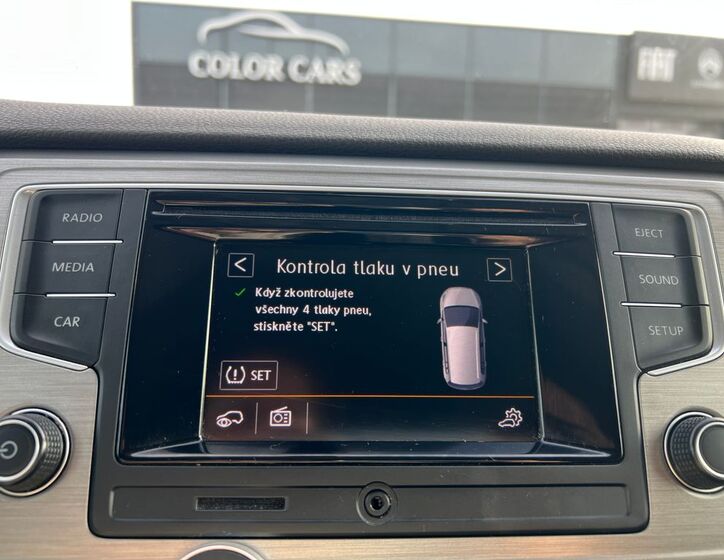 COLOR CARS
FIAT
RADIO
MEDIA
CAR
EJECT
SOUND
SETUP
< Kontrola tlaku v pneu >
Když zkontrolujete
všechny 4 tlaky pneu,
stiskněte "SET".
SET